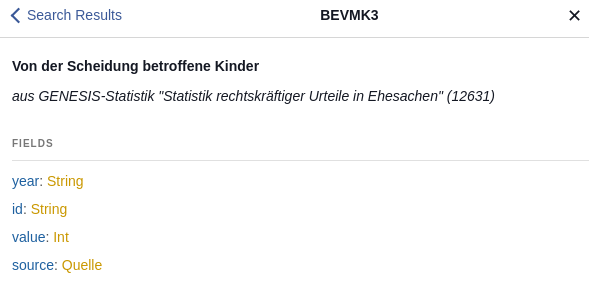 Search Results
BEVMK3
Von der Scheidung betroffene Kinder
aus GENESIS-Statistik "Statistik rechtskräftiger Urteile in Ehesachen" (12631)
FIELDS
year: String
id: String
value: Int
source: Quelle